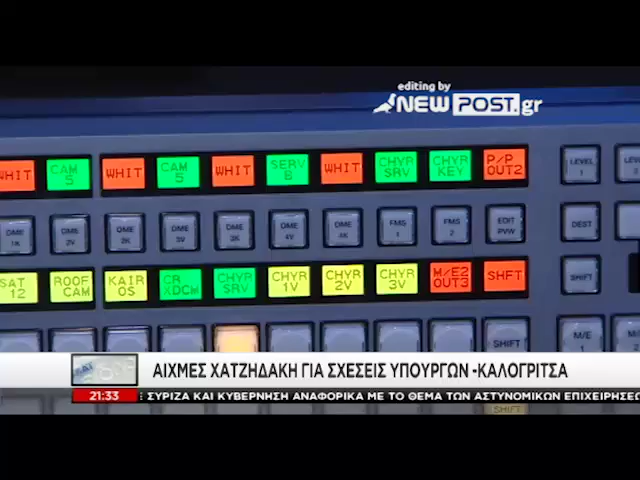 editing by
NEWPOST.gr
WHIT CAM 5 WHIT CAM 5 WHIT SERV B WHIT CHYR SRV CHYR KEY P/P OUT2 LEVEL 1
DME 1K DME 2V DME 2K DME 3V DME 3K DME 4V DME 4K FMS 1 FMS 2 EDIT PVW DEST
SAT 12 ROOF CAM KAIR OS CR XDCW CHYR SRV CHYR 1V CHYR 2V CHYR 3V M/E2 OUT3 SHFT SHIFT
SHIFT M/E 1
ΑΙΧΜΕΣ ΧΑΤΖΗΔΑΚΗ ΓΙΑ ΣΧΕΣΕΙΣ ΥΠΟΥΡΓΩΝ -ΚΑΛΟΓΡΙΤΣΑ
21:33 ΣΥΡΙΖΑ ΚΑΙ ΚΥΒΕΡΝΗΣΗ ΑΝΑΦΟΡΙΚΑ ΜΕ ΤΟ ΘΕΜΑ ΤΩΝ ΑΣΤΥΝΟΜΙΚΩΝ ΕΠΙΧΕΙΡΗΣΕΩ
SHIFT